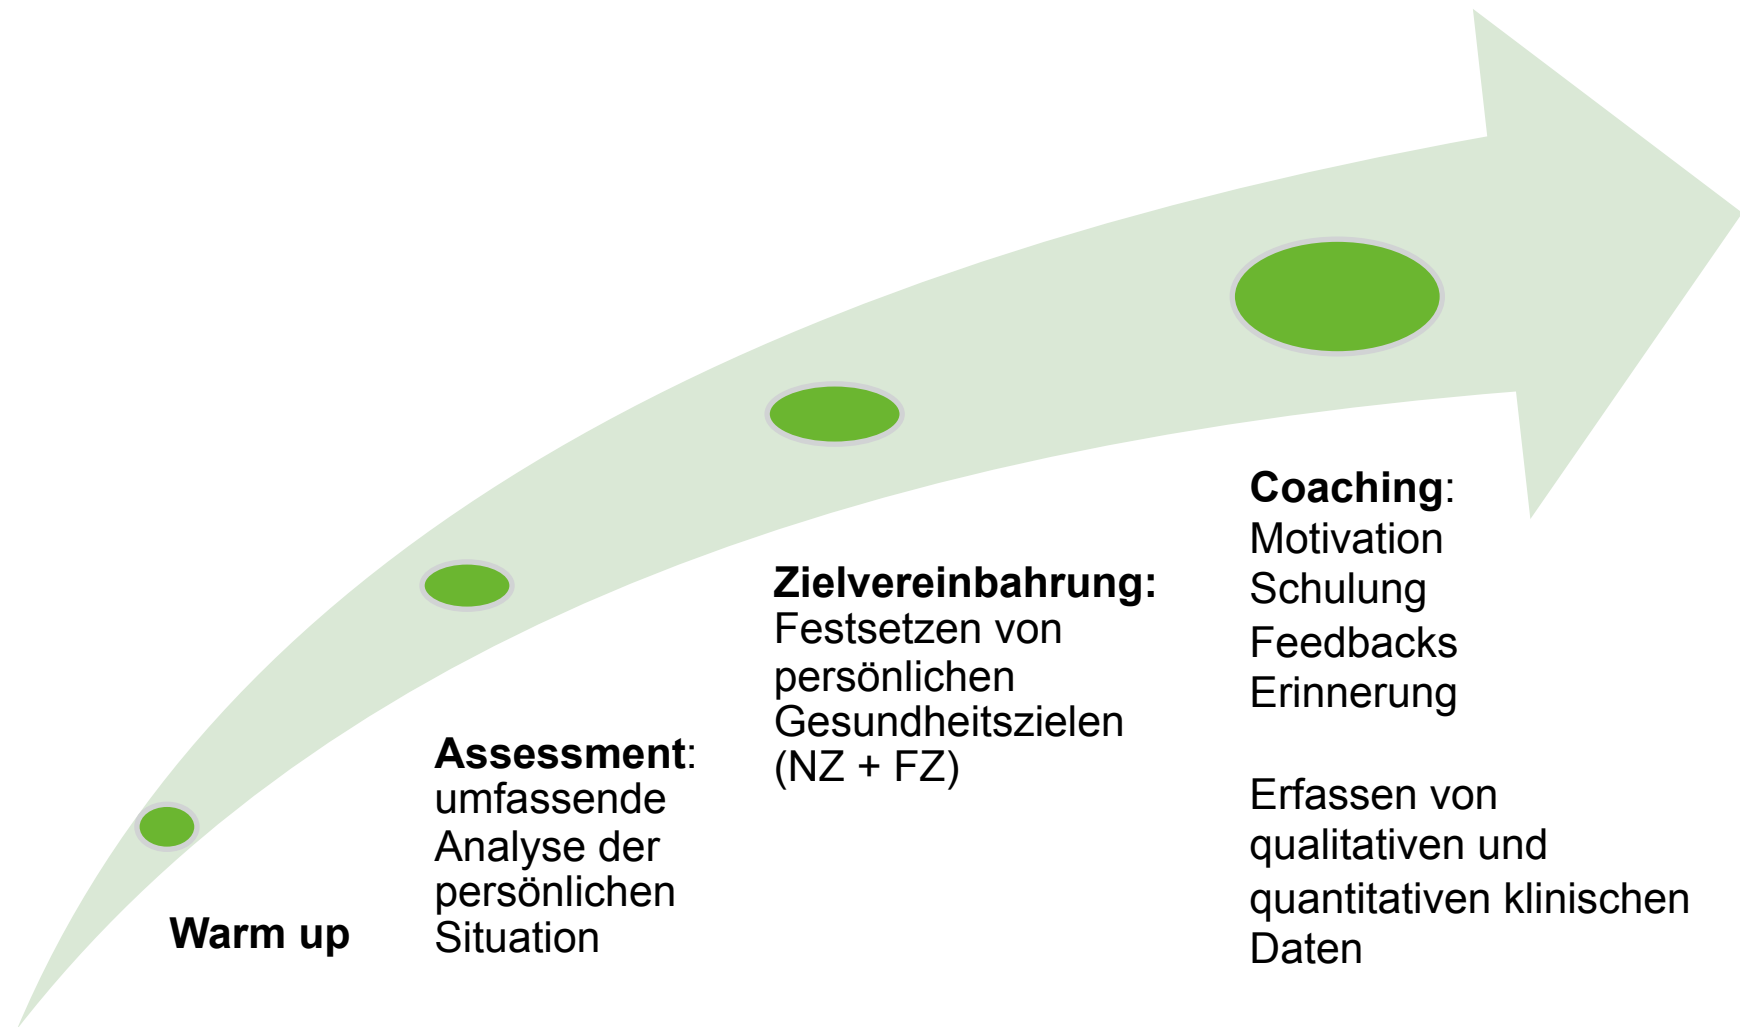 Warm up
Assessment:
umfassende
Analyse der
persönlichen
Situation
Zielvereinbahrung:
Festsetzen von
persönlichen
Gesundheitszielen
(NZ + FZ)
Coaching:
Motivation
Schulung
Feedbacks
Erinnerung
Erfassen von
qualitativen und
quantitativen klinischen
Daten